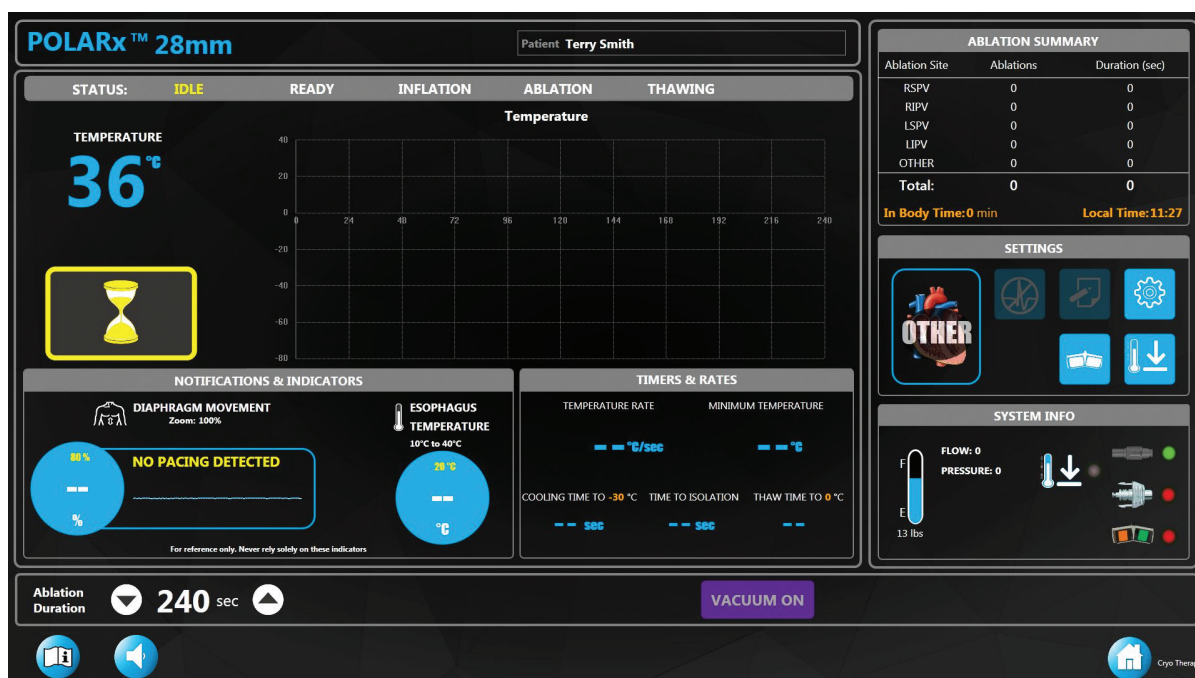 POLARx™ 28mm
Patient Terry Smith
STATUS: IDLE READY INFLATION ABLATION THAWING
TEMPERATURE
36 °C
Temperature
40
20
0
-20
-40
-60
-80
0 24 48 72 96 120 144 168 192 216 240
NOTIFICATIONS & INDICATORS
DIAPHRAGM MOVEMENT
Zoom: 100%
80 %
--
%
NO PACING DETECTED
ESOPHAGUS
TEMPERATURE
10°C to 40°C
20 °C
--
°C
For reference only. Never rely solely on these indicators
TIMERS & RATES
TEMPERATURE RATE MINIMUM TEMPERATURE
-- °C/sec -- °C
COOLING TIME TO -30 °C TIME TO ISOLATION THAW TIME TO 0 °C
-- sec -- sec --
ABLATION SUMMARY
Ablation Site Ablations Duration (sec)
RSPV 0 0
RIPV 0 0
LSPV 0 0
LIPV 0 0
OTHER 0 0
Total: 0 0
In Body Time:0 min Local Time:11:27
SETTINGS
OTHER
SYSTEM INFO
F
E
13 lbs
FLOW: 0
PRESSURE: 0
Ablation
Duration
240 sec
VACUUM ON
Cryo Therap